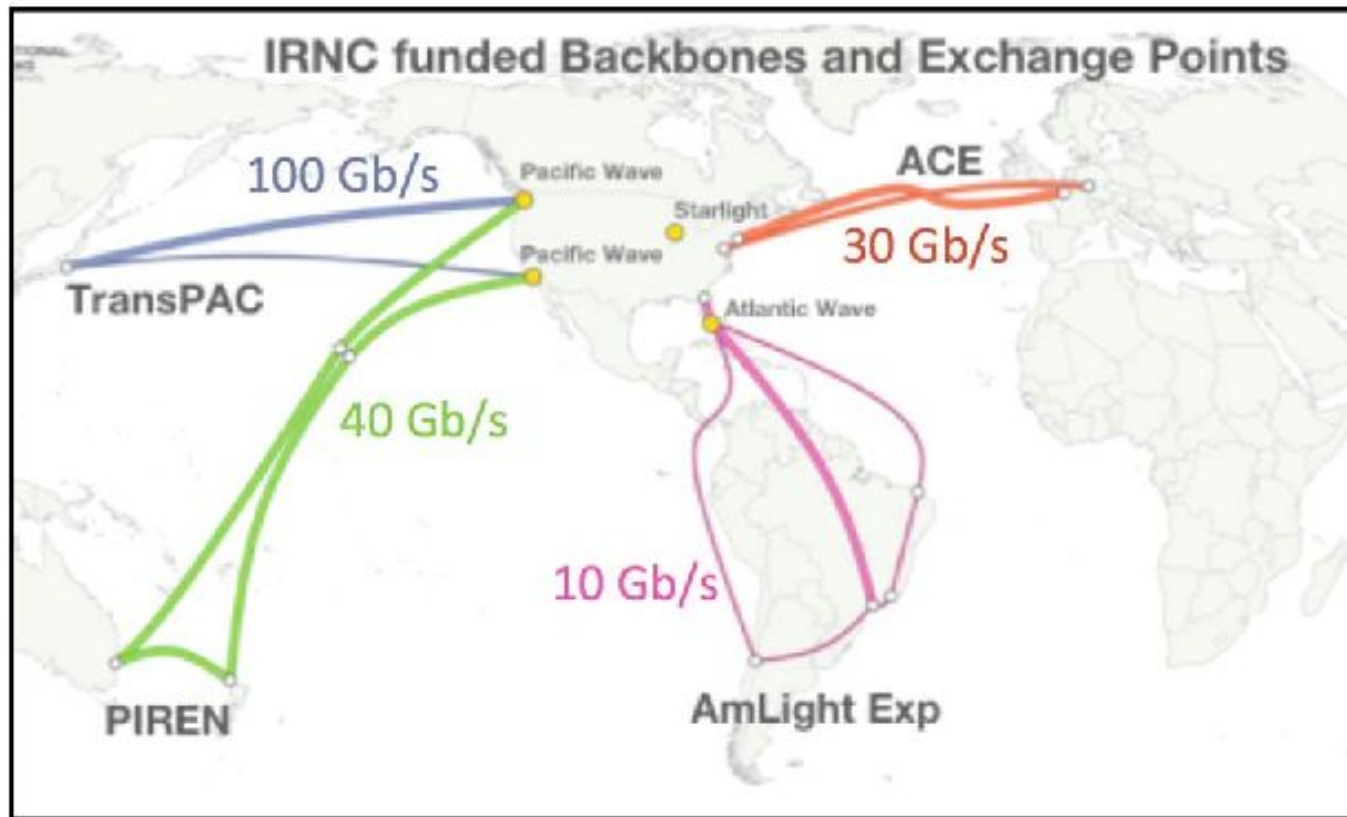 IRNC funded Backbones and Exchange Points
100 Gb/s
Pacific Wave
ACE
Starlight
30 Gb/s
Pacific Wave
TransPAC
Atlantic Wave
40 Gb/s
10 Gb/s
PIREN
AmLight Exp